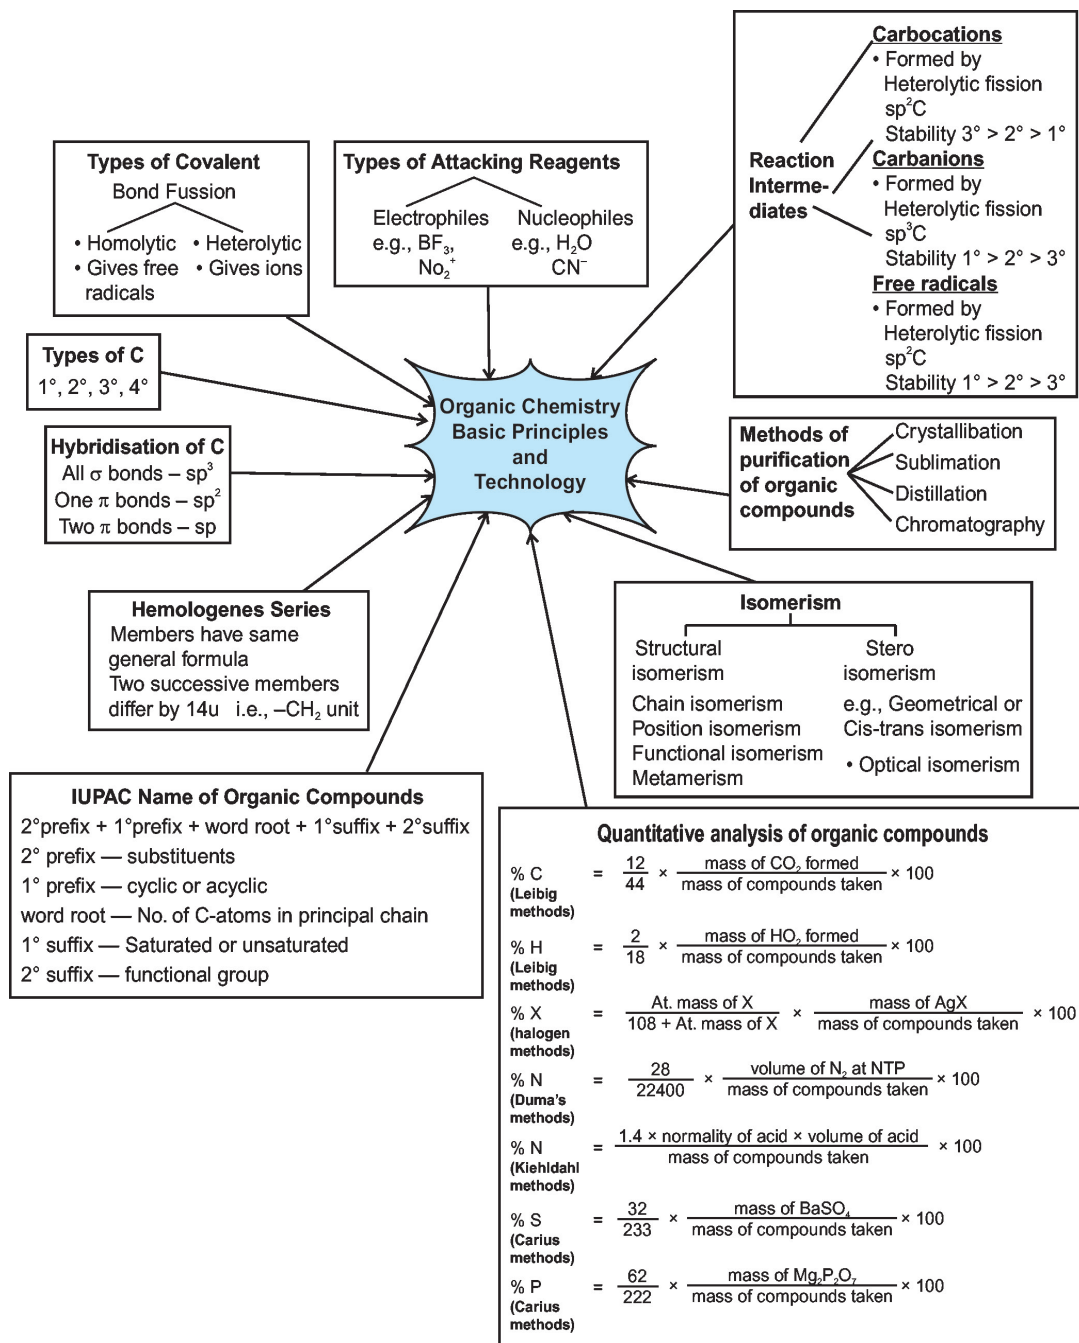 Carbocations
• Formed by
Heterolytic fission
sp²C
Stability 3° > 2° > 1°
Reaction
Interme-
diates
Carbanions
• Formed by
Heterolytic fission
sp³C
Stability 1° > 2° > 3°
Free radicals
• Formed by
Heterolytic fission
sp²C
Stability 1° > 2° > 3°
Types of Covalent
Bond Fussion
• Homolytic • Heterolytic
• Gives free • Gives ions
radicals
Types of Attacking Reagents
Electrophiles Nucleophiles
e.g., BF₃, e.g., H₂O
No₂⁺ CN⁻
Types of C
1°, 2°, 3°, 4°
Hybridisation of C
All σ bonds – sp³
One π bonds – sp²
Two π bonds – sp
Organic Chemistry
Basic Principles
and
Technology
Methods of
purification
of organic
compounds
Crystallibation
Sublimation
Distillation
Chromatography
Hemologenes Series
Members have same
general formula
Two successive members
differ by 14u i.e., –CH₂ unit
Isomerism
Structural
isomerism
Chain isomerism
Position isomerism
Functional isomerism
Metamerism
Stero
isomerism
e.g., Geometrical or
Cis-trans isomerism
• Optical isomerism
IUPAC Name of Organic Compounds
2°prefix + 1°prefix + word root + 1°suffix + 2°suffix
2° prefix — substituents
1° prefix — cyclic or acyclic
word root — No. of C-atoms in principal chain
1° suffix — Saturated or unsaturated
2° suffix — functional group
Quantitative analysis of organic compounds
% C = 12/44 × mass of CO₂ formed/mass of compounds taken × 100
(Leibig
methods)
% H = 2/18 × mass of HO₂ formed/mass of compounds taken × 100
(Leibig
methods)
% X = At. mass of X/108 + At. mass of X × mass of AgX/mass of compounds taken × 100
(halogen
methods)
% N = 28/22400 × volume of N₂ at NTP/mass of compounds taken × 100
(Duma's
methods)
% N = 1.4 × normality of acid × volume of acid/mass of compounds taken × 100
(Kiehldahl
methods)
% S = 32/233 × mass of BaSO₄/mass of compounds taken × 100
(Carius
methods)
% P = 62/222 × mass of Mg₂P₂O₇/mass of compounds taken × 100
(Carius
methods)